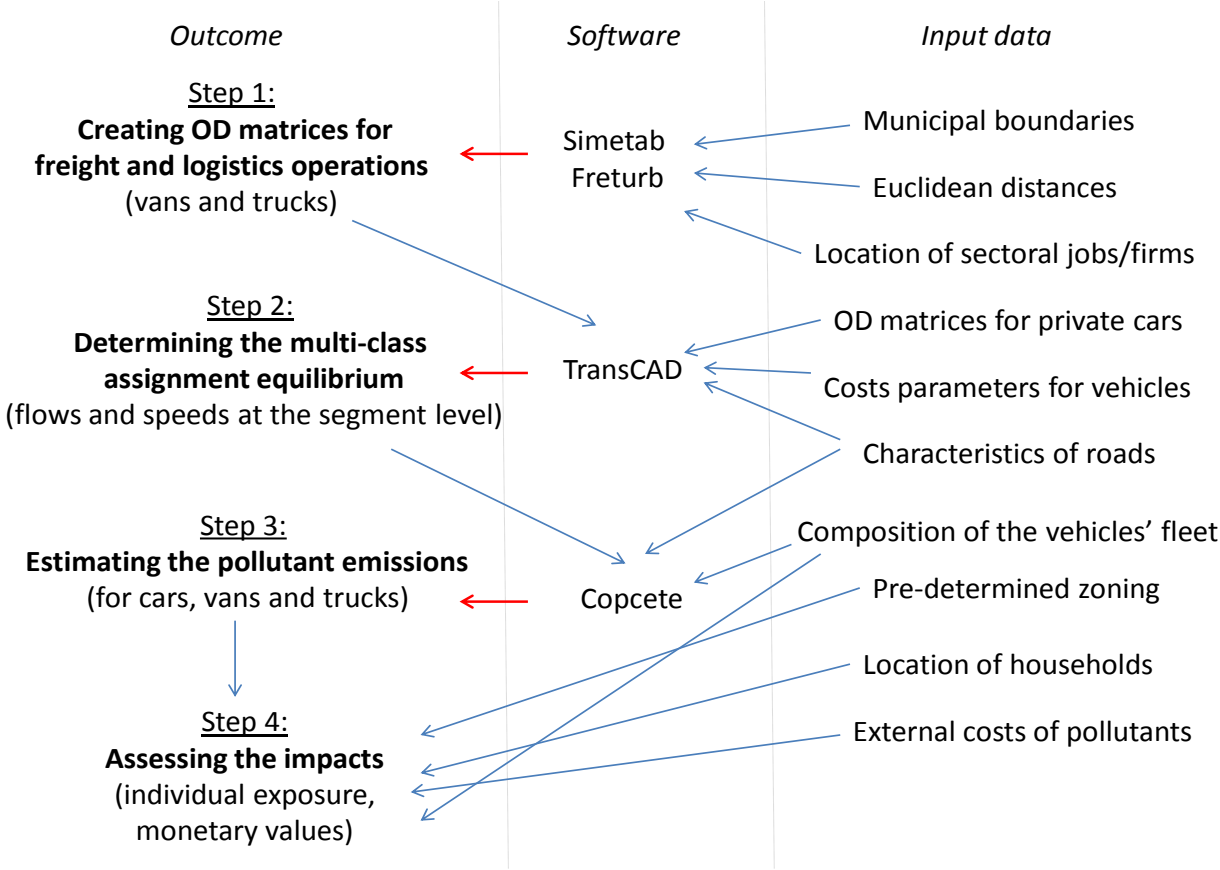 Outcome
Software
Input data
Step 1:
Creating OD matrices for
freight and logistics operations
(vans and trucks)
Simetab
Freturb
Municipal boundaries
Euclidean distances
Location of sectoral jobs/firms
Step 2:
Determining the multi-class
assignment equilibrium
(flows and speeds at the segment level)
TransCAD
OD matrices for private cars
Costs parameters for vehicles
Characteristics of roads
Step 3:
Estimating the pollutant emissions
(for cars, vans and trucks)
Copcete
Composition of the vehicles’ fleet
Pre-determined zoning
Location of households
External costs of pollutants
Step 4:
Assessing the impacts
(individual exposure,
monetary values)